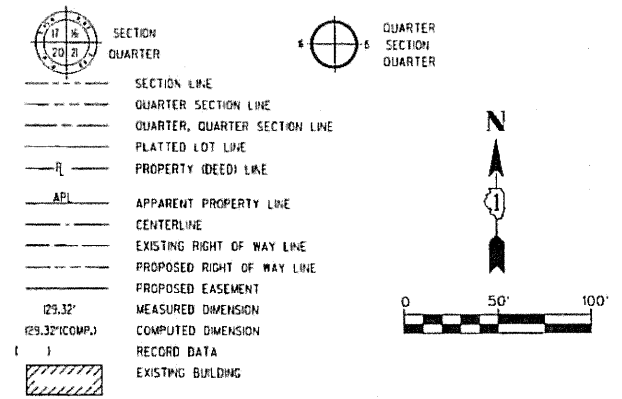 17 16 SECTION
20 21 QUARTER
QUARTER
SECTION
QUARTER
SECTION LINE
QUARTER SECTION LINE
QUARTER, QUARTER SECTION LINE
PLATTED LOT LINE
PROPERTY (DEED) LINE
APL APPARENT PROPERTY LINE
CENTERLINE
EXISTING RIGHT OF WAY LINE
PROPOSED RIGHT OF WAY LINE
PROPOSED EASEMENT
129.32' MEASURED DIMENSION
129.32'(COMP.) COMPUTED DIMENSION
( ) RECORD DATA
EXISTING BUILDING
N
1
0 50' 100'